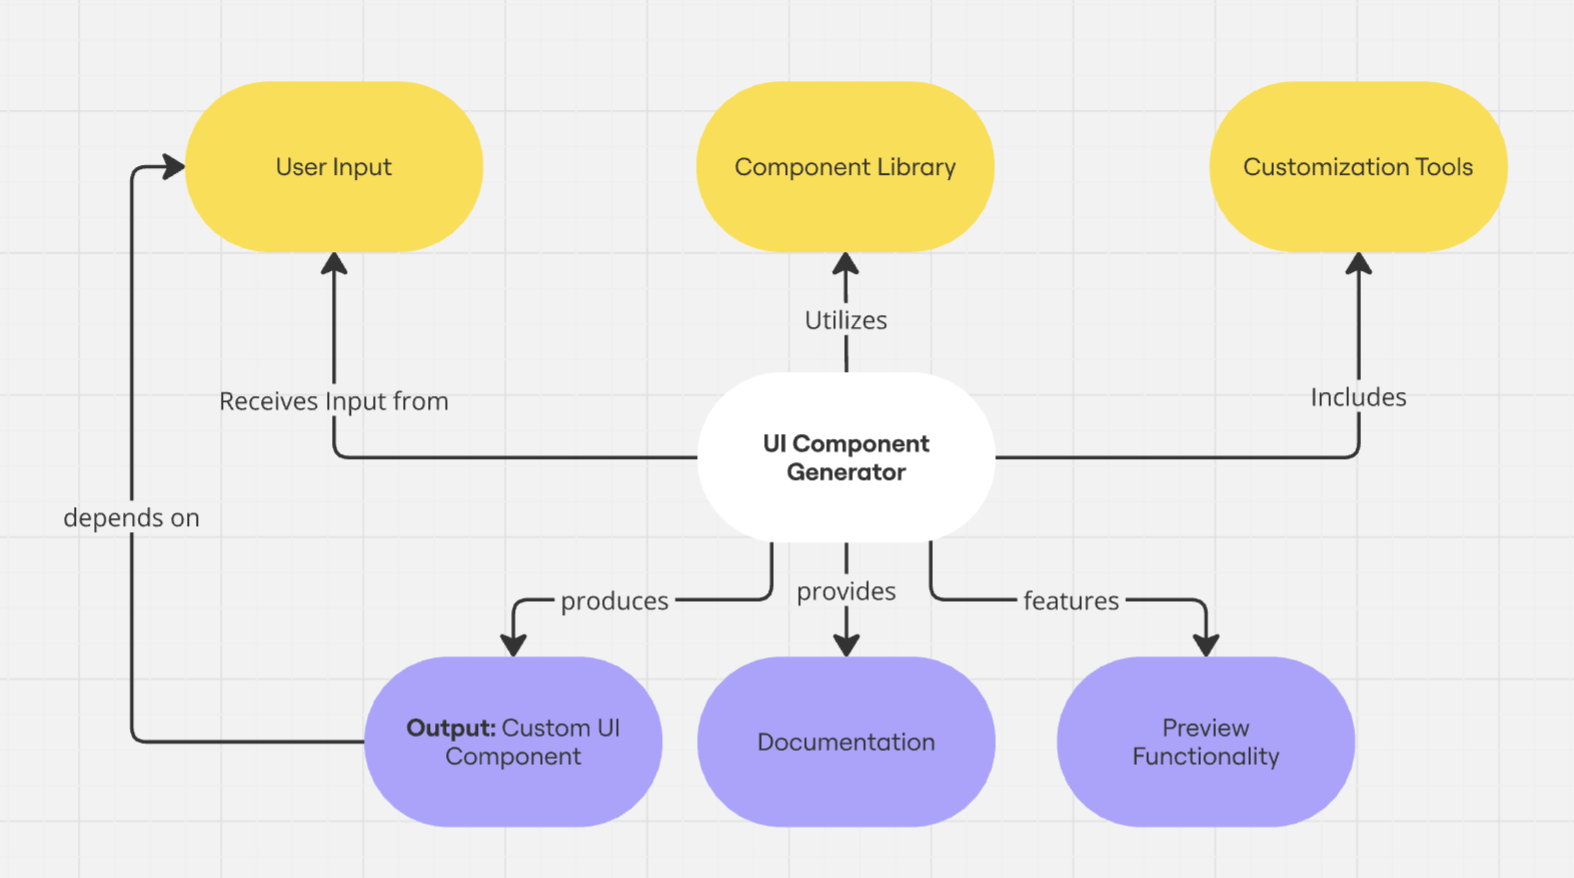 User Input
Component Library
Customization Tools
Utilizes
Receives Input from
Includes
UI Component
Generator
depends on
produces
provides
features
Output: Custom UI
Component
Documentation
Preview
Functionality